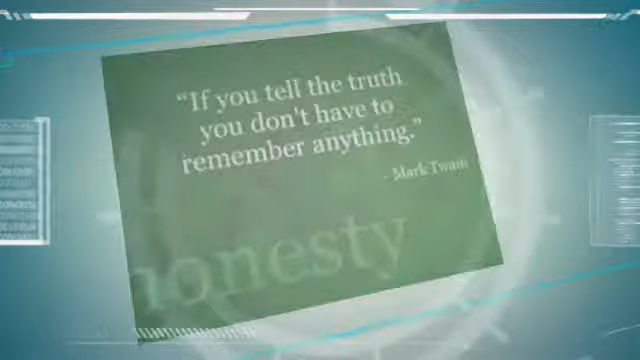 “If you tell the truth
you don't have to
remember anything.”
- Mark Twain
honesty